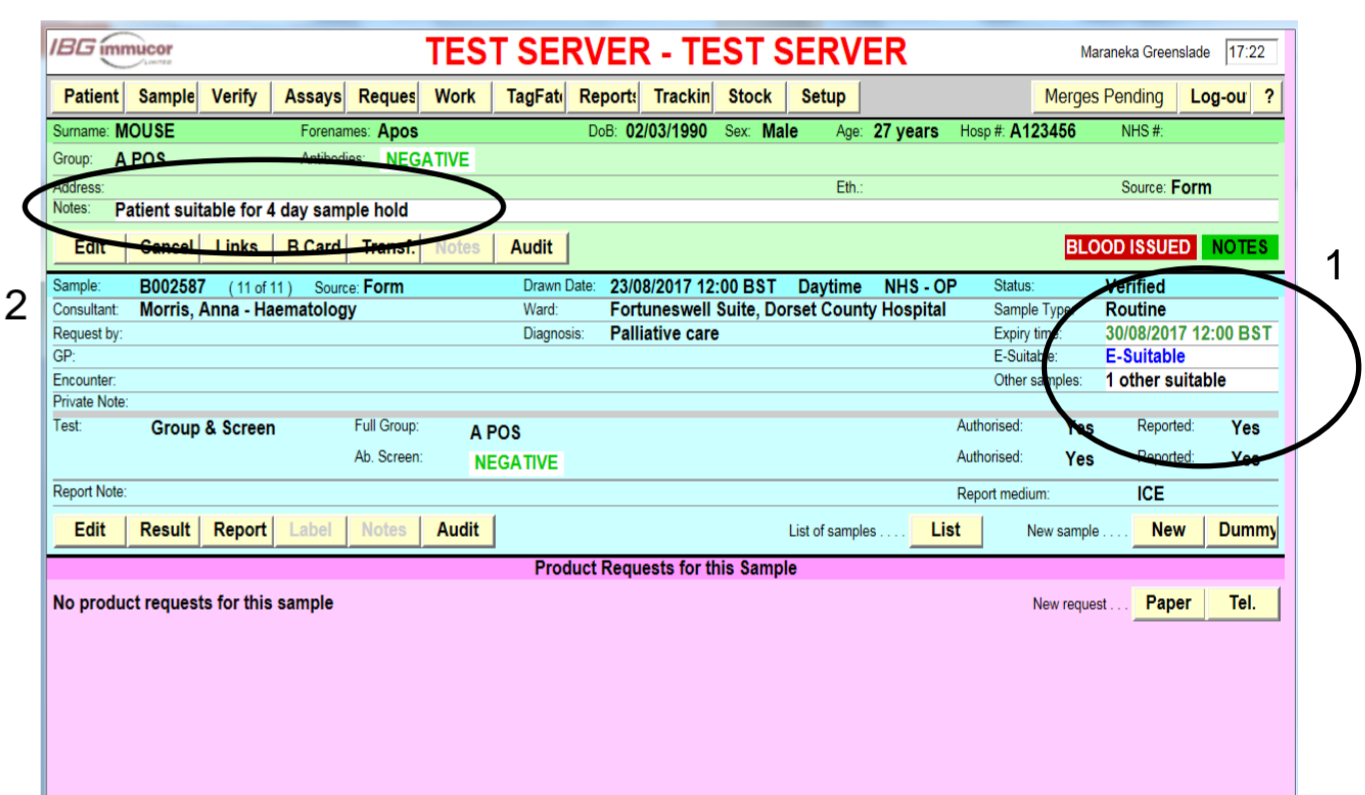 IBG immucor LIMITED TEST SERVER - TEST SERVER Maraneka Greenslade 17:22
Patient Sample Verify Assays Reques Work TagFat Reports Trackin Stock Setup Merges Pending Log-ou ?
Surname: MOUSE Forenames: Apos DoB: 02/03/1990 Sex: Male Age: 27 years Hosp #: A123456 NHS #:
Group: A POS Antibodies: NEGATIVE
Address: Eth.: Source: Form
Notes: Patient suitable for 4 day sample hold
Edit Cancel Links B.Card Transf. Notes Audit BLOOD ISSUED NOTES
1
Sample: B002587 ( 11 of 11 ) Source: Form Drawn Date: 23/08/2017 12:00 BST Daytime NHS - OP Status: Verified
2
Consultant: Morris, Anna - Haematology Ward: Fortuneswell Suite, Dorset County Hospital Sample Type: Routine
Request by: Diagnosis: Palliative care Expiry time: 30/08/2017 12:00 BST
GP: E-Suitable: E-Suitable
Encounter: Other samples: 1 other suitable
Private Note:
Test: Group & Screen Full Group: A POS Authorised: Yes Reported: Yes
Ab. Screen: NEGATIVE Authorised: Yes Reported: Yes
Report Note: Report medium: ICE
Edit Result Report Label Notes Audit List of samples . . . . List New sample . . . . New Dummy
Product Requests for this Sample
No product requests for this sample New request . . . Paper Tel.